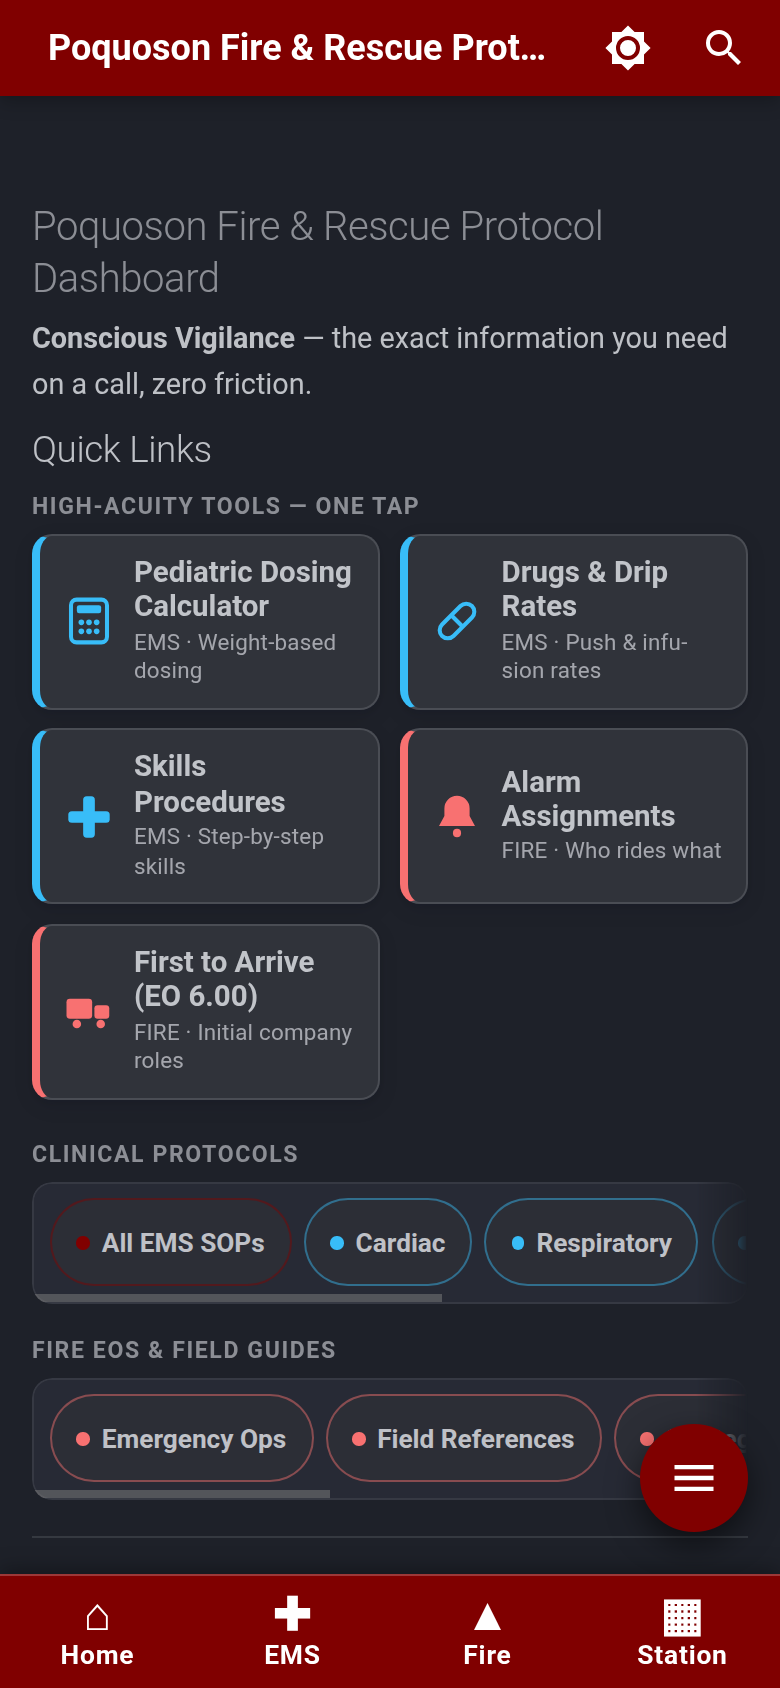 Poquoson Fire & Rescue Prot...
Poquoson Fire & Rescue Protocol
Dashboard
Conscious Vigilance — the exact information you need
on a call, zero friction.
Quick Links
HIGH-ACUITY TOOLS — ONE TAP
Pediatric Dosing
Calculator
EMS · Weight-based
dosing
Drugs & Drip
Rates
EMS · Push & infu-
sion rates
Skills
Procedures
EMS · Step-by-step
skills
Alarm
Assignments
FIRE · Who rides what
First to Arrive
(EO 6.00)
FIRE · Initial company
roles
CLINICAL PROTOCOLS
All EMS SOPs
Cardiac
Respiratory
FIRE EOS & FIELD GUIDES
Emergency Ops
Field References
Home
EMS
Fire
Station